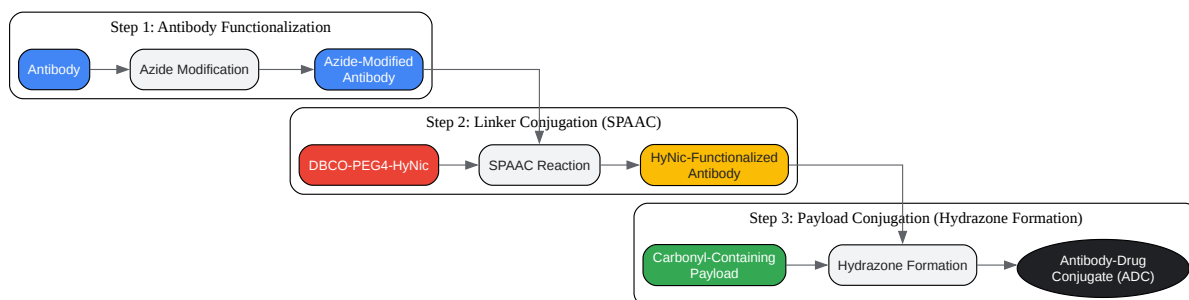 Step 1: Antibody Functionalization
Antibody
Azide Modification
Azide-Modified
Antibody
Step 2: Linker Conjugation (SPAAC)
DBCO-PEG4-HyNic
SPAAC Reaction
HyNic-Functionalized
Antibody
Step 3: Payload Conjugation (Hydrazone Formation)
Carbonyl-Containing
Payload
Hydrazone Formation
Antibody-Drug
Conjugate (ADC)